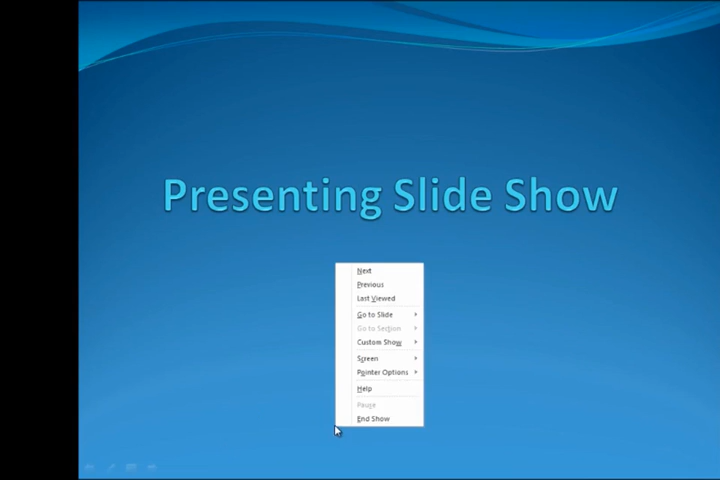 Presenting Slide Show
Next
Previous
Last Viewed
Go to Slide
Go to Section
Custom Show
Screen
Pointer Options
Help
Pause
End Show